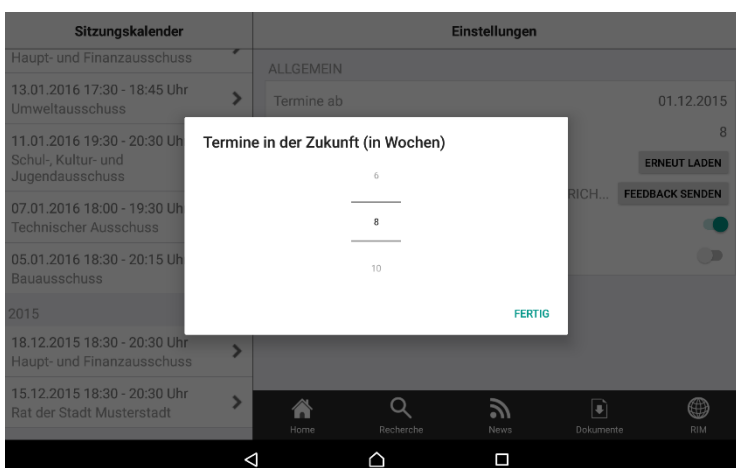 Sitzungskalender
Haupt- und Finanzausschuss
13.01.2016 17:30 - 18:45 Uhr
Umweltausschuss
11.01.2016 19:30 - 20:30 Uh
Schul-, Kultur- und
Jugendausschuss
07.01.2016 18:00 - 19:30 Uh
Technischer Ausschuss
05.01.2016 18:30 - 20:15 Uh
Bauausschuss
2015
18.12.2015 18:30 - 20:30 Uhr
Haupt- und Finanzausschuss
15.12.2015 18:30 - 20:30 Uhr
Rat der Stadt Musterstadt
Einstellungen
ALLGEMEIN
Termine ab 01.12.2015
8
ERNEUT LADEN
RICH... FEEDBACK SENDEN
Termine in der Zukunft (in Wochen)
6
8
10
FERTIG
Home Recherche News Dokumente RIM